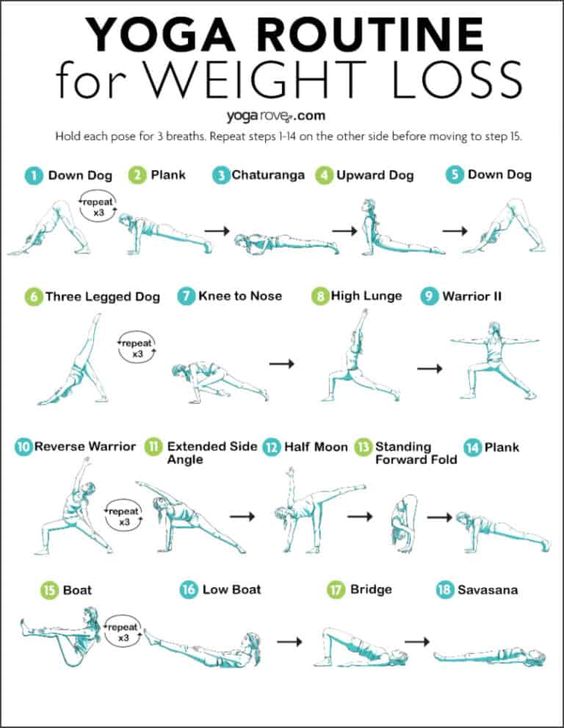 YOGA ROUTINE
for WEIGHT LOSS
yogarove.com
Hold each pose for 3 breaths. Repeat steps 1-14 on the other side before moving to step 15.
1 Down Dog 2 Plank 3 Chaturanga 4 Upward Dog 5 Down Dog
repeat
x3
6 Three Legged Dog 7 Knee to Nose 8 High Lunge 9 Warrior II
repeat
x3
10 Reverse Warrior 11 Extended Side 12 Half Moon 13 Standing 14 Plank
Angle Forward Fold
repeat
x3
15 Boat 16 Low Boat 17 Bridge 18 Savasana
repeat
x3